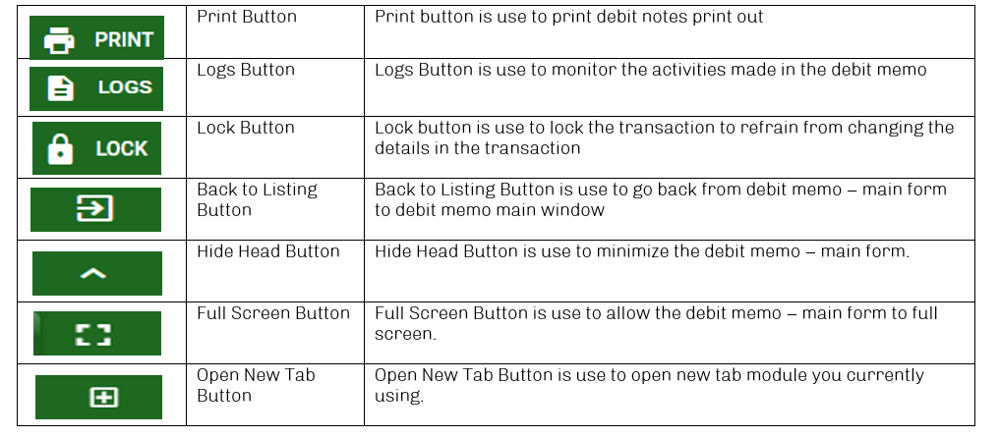 PRINT
Print Button
Print button is use to print debit notes print out
LOGS
Logs Button
Logs Button is use to monitor the activities made in the debit memo
LOCK
Lock Button
Lock button is use to lock the transaction to refrain from changing the
details in the transaction
Back to Listing
Button
Back to Listing Button is use to go back from debit memo – main form
to debit memo main window
Hide Head Button
Hide Head Button is use to minimize the debit memo – main form.
Full Screen Button
Full Screen Button is use to allow the debit memo – main form to full
screen.
Open New Tab
Button
Open New Tab Button is use to open new tab module you currently
using.